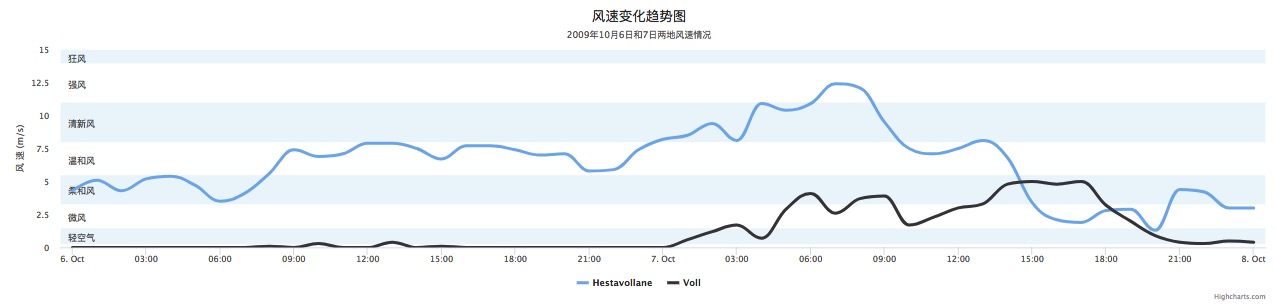 风速变化趋势图
2009年10月6日和7日两地风速情况
风 速 (m/s)
15
狂风
12.5
强风
10
清新风
7.5
温和风
5
柔和风
2.5
微风
轻空气
0
6. Oct 03:00 06:00 09:00 12:00 15:00 18:00 21:00 7. Oct 03:00 06:00 09:00 12:00 15:00 18:00 21:00 8. Oct
Hestavollane Voll
Highcharts.com